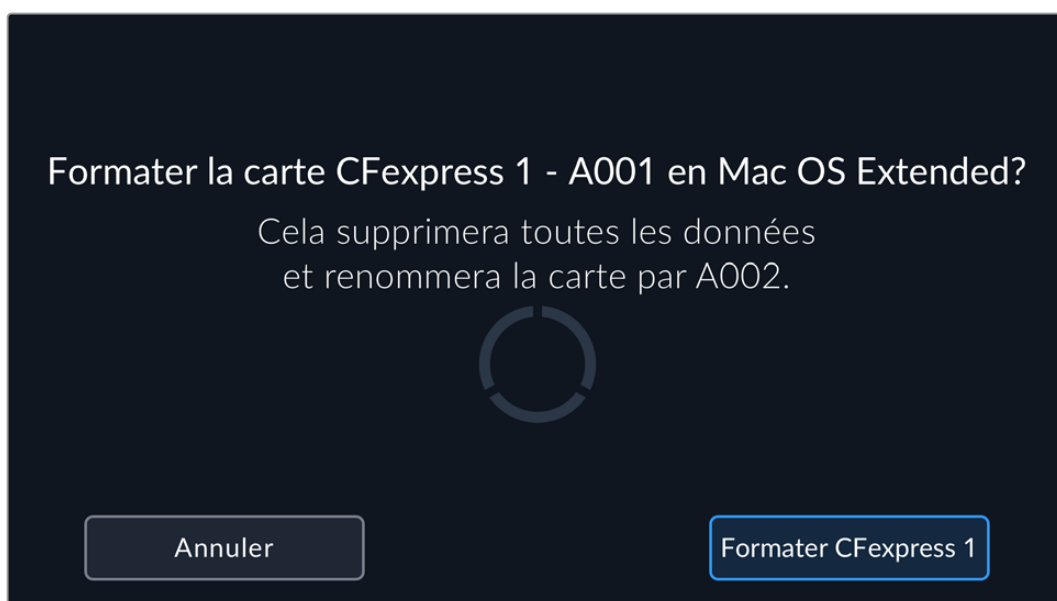 Formater la carte CFexpress 1 - A001 en Mac OS Extended?
Cela supprimera toutes les données
et renommera la carte par A002.
Annuler
Formater CFexpress 1